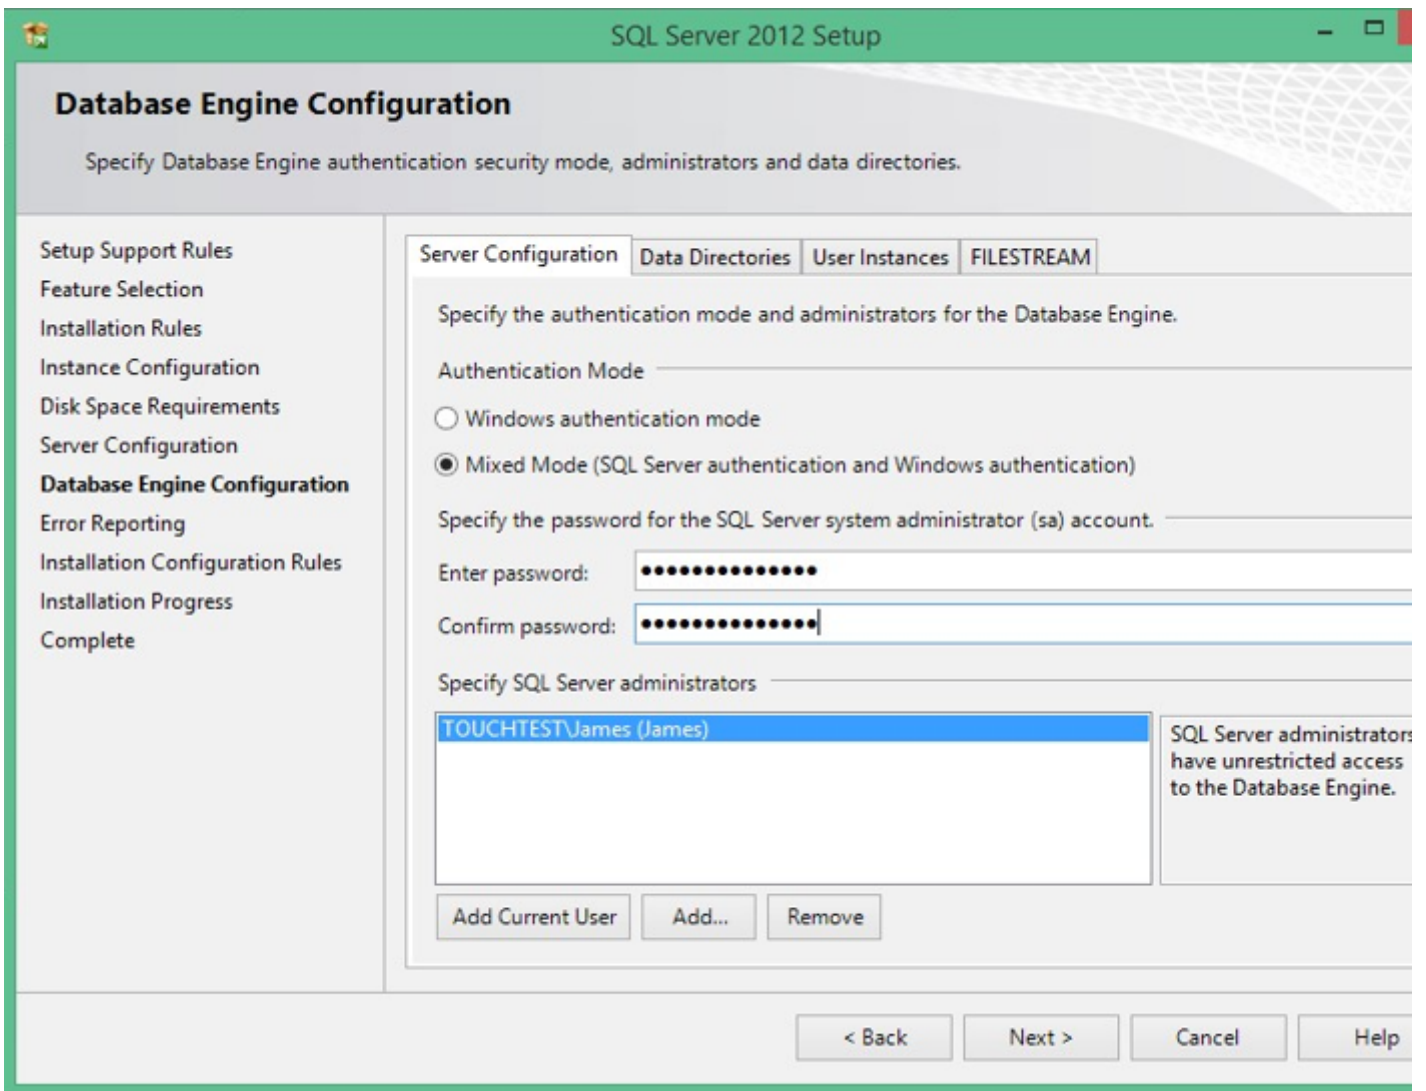 SQL Server 2012 Setup
Database Engine Configuration
Specify Database Engine authentication security mode, administrators and data directories.
Setup Support Rules
Feature Selection
Installation Rules
Instance Configuration
Disk Space Requirements
Server Configuration
Database Engine Configuration
Error Reporting
Installation Configuration Rules
Installation Progress
Complete
Server Configuration
Data Directories
User Instances
FILESTREAM
Specify the authentication mode and administrators for the Database Engine.
Authentication Mode
Windows authentication mode
Mixed Mode (SQL Server authentication and Windows authentication)
Specify the password for the SQL Server system administrator (sa) account.
Enter password: ●●●●●●●●●●●●●●
Confirm password: ●●●●●●●●●●●●●●
Specify SQL Server administrators
TOUCHTEST\James (James)
SQL Server administrators
have unrestricted access
to the Database Engine.
Add Current User
Add...
Remove
< Back
Next >
Cancel
Help